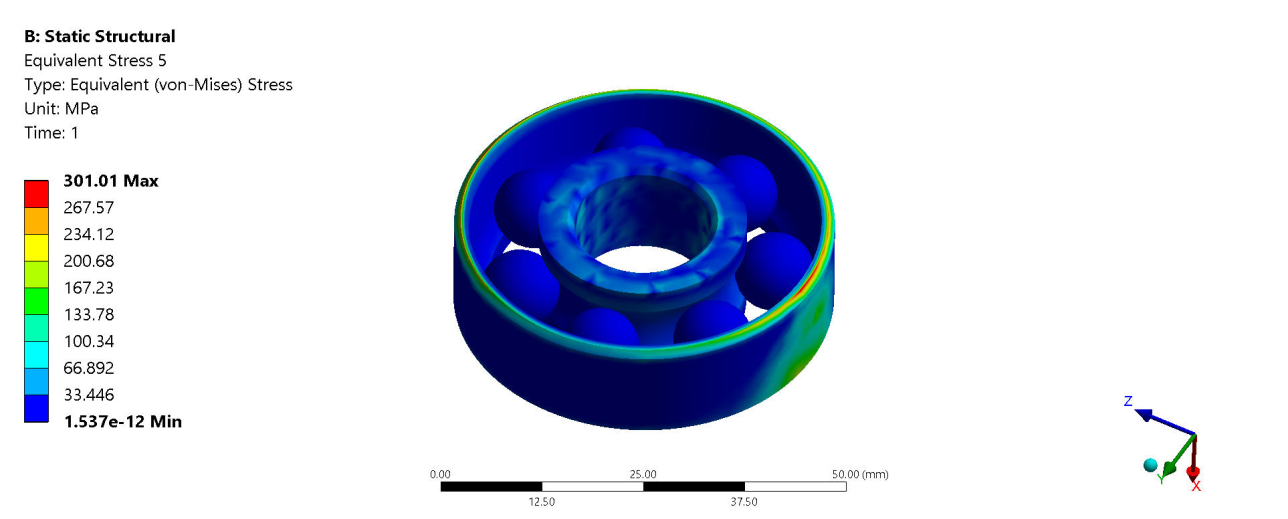 B: Static Structural
Equivalent Stress 5
Type: Equivalent (von-Mises) Stress
Unit: MPa
Time: 1
301.01 Max
267.57
234.12
200.68
167.23
133.78
100.34
66.892
33.446
1.537e-12 Min
0.00 25.00 50.00 (mm)
12.50 37.50
Z
Y
X